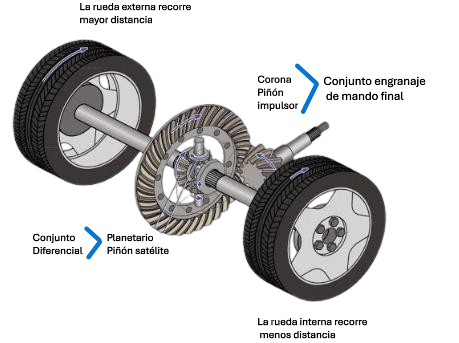 La rueda externa recorre
mayor distancia
Corona
Piñón
impulsor
Conjunto engranaje
de mando final
Conjunto
Diferencial
Planetario
Piñón satélite
La rueda interna recorre
menos distancia